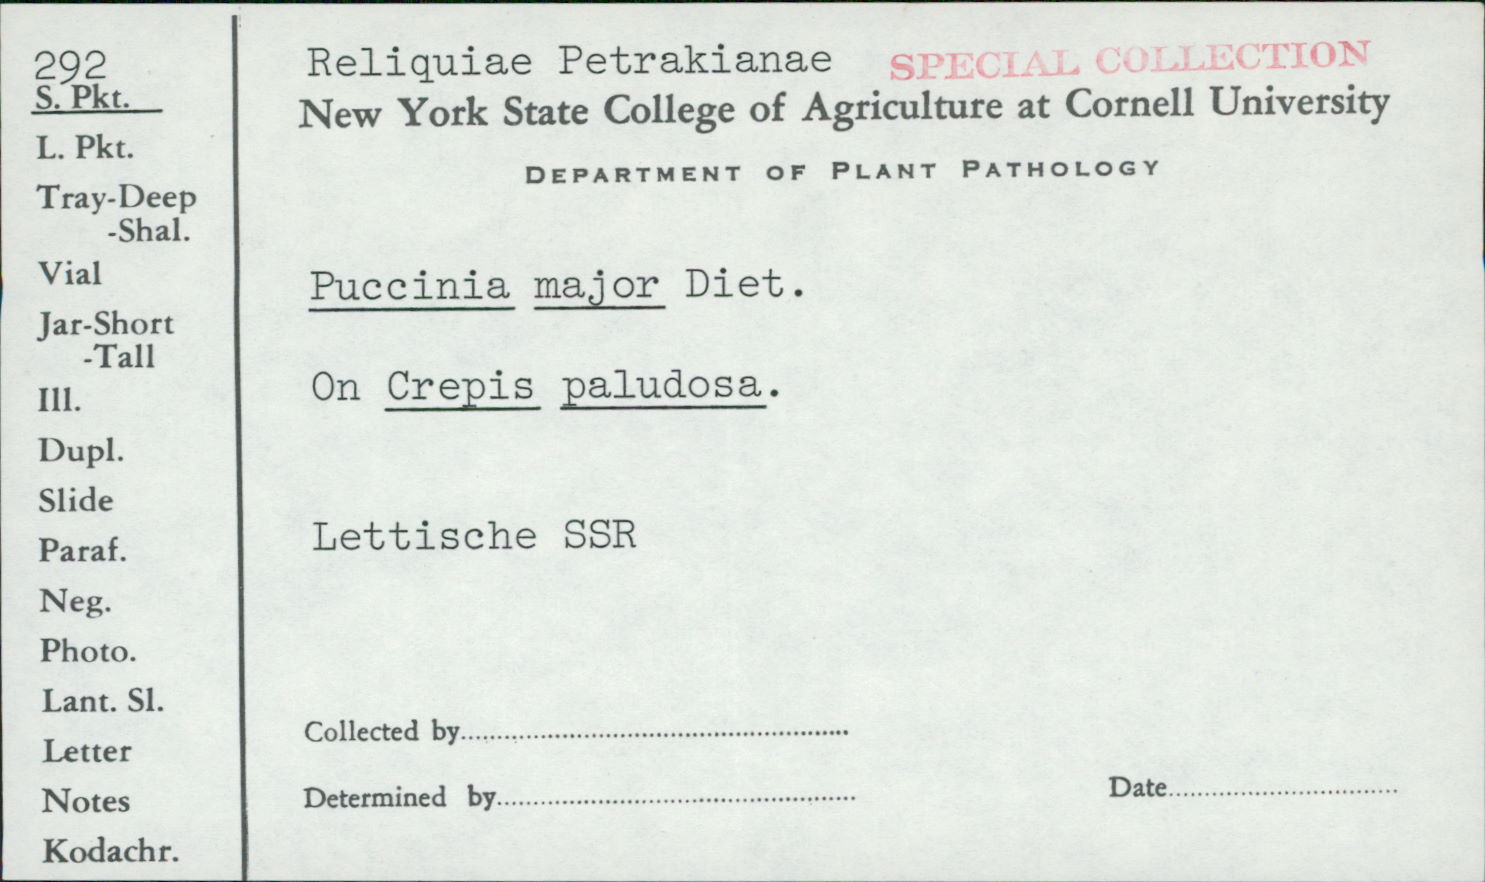 292
S. Pkt.
L. Pkt.
Tray-Deep
-Shal.
Vial
Jar-Short
-Tall
Ill.
Dupl.
Slide
Paraf.
Neg.
Photo.
Lant. Sl.
Letter
Notes
Kodachr.
Reliquiae Petrakianae SPECIAL COLLECTION
New York State College of Agriculture at Cornell University
DEPARTMENT OF PLANT PATHOLOGY
Puccinia major Diet.
On Crepis paludosa.
Lettische SSR
Collected by
Determined by
Date